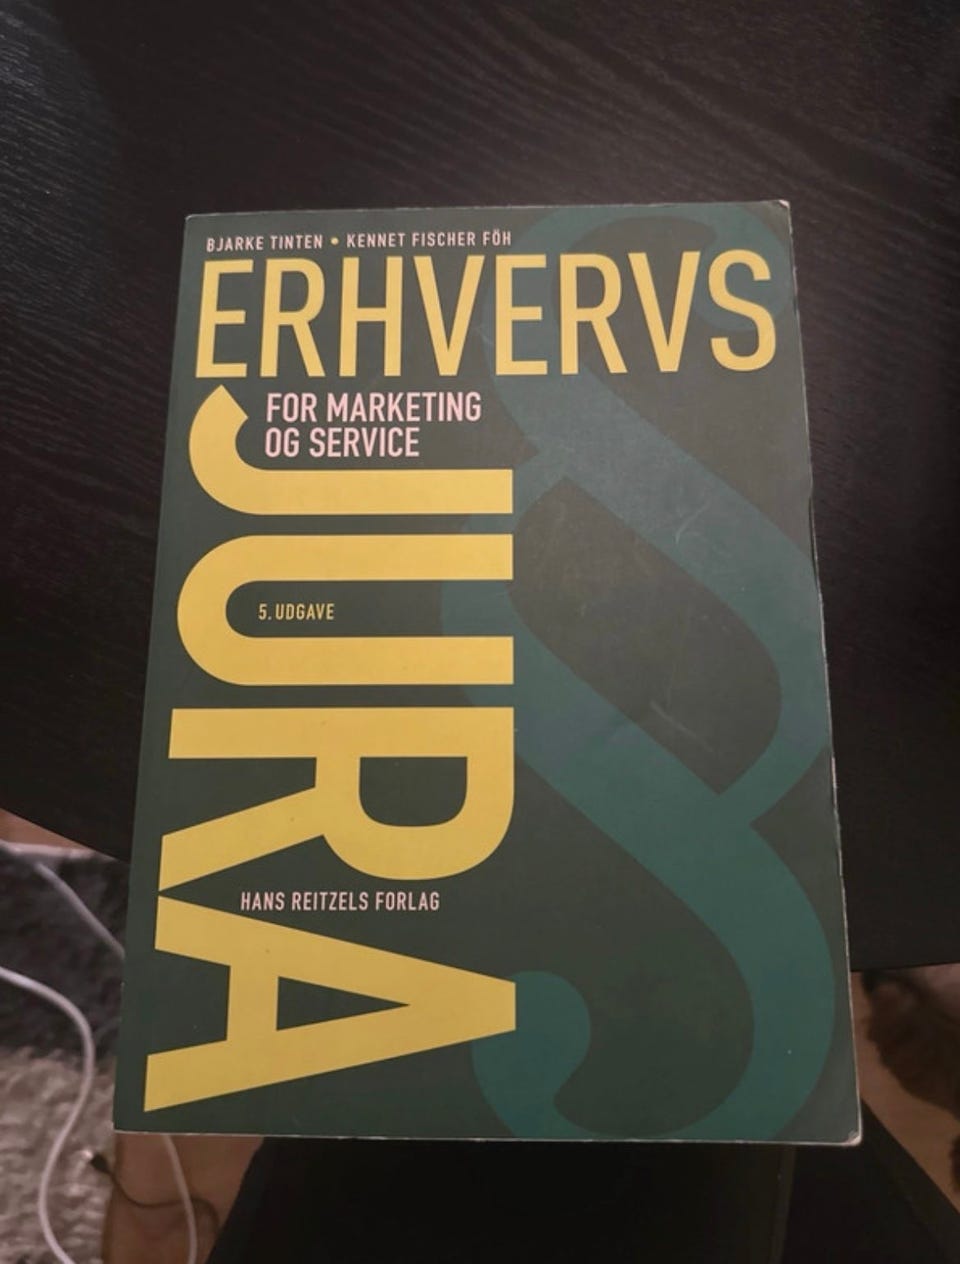 BJARKE TINTEN • KENNET FISCHER FÖH
ERHVERVS
JURA
FOR MARKETING
OG SERVICE
5. UDGAVE
HANS REITZELS FORLAG
§